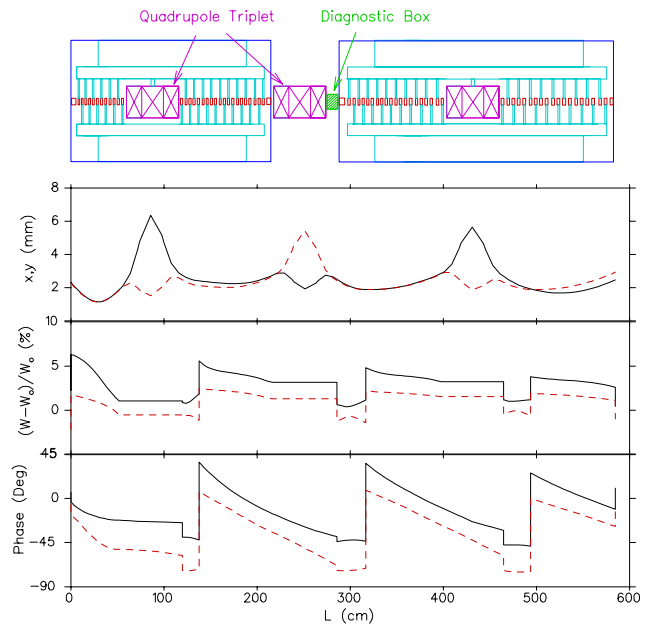 Quadrupole Triplet
Diagnostic Box
8
6
4
2
10
x,y (mm)
5
0
45
(W-W₀)/W₀ (%)
0
-45
-90
Phase (Deg)
0 100 200 300 400 500 600
L (cm)